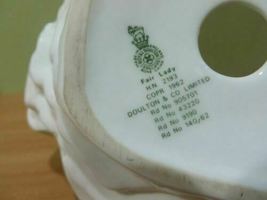 Fair Lady
HN 2193
COPR 1962
DOULTON & CO LIMITED
Rd No 905701
Rd No 43220
Rd No 9190
Rd No 140/62